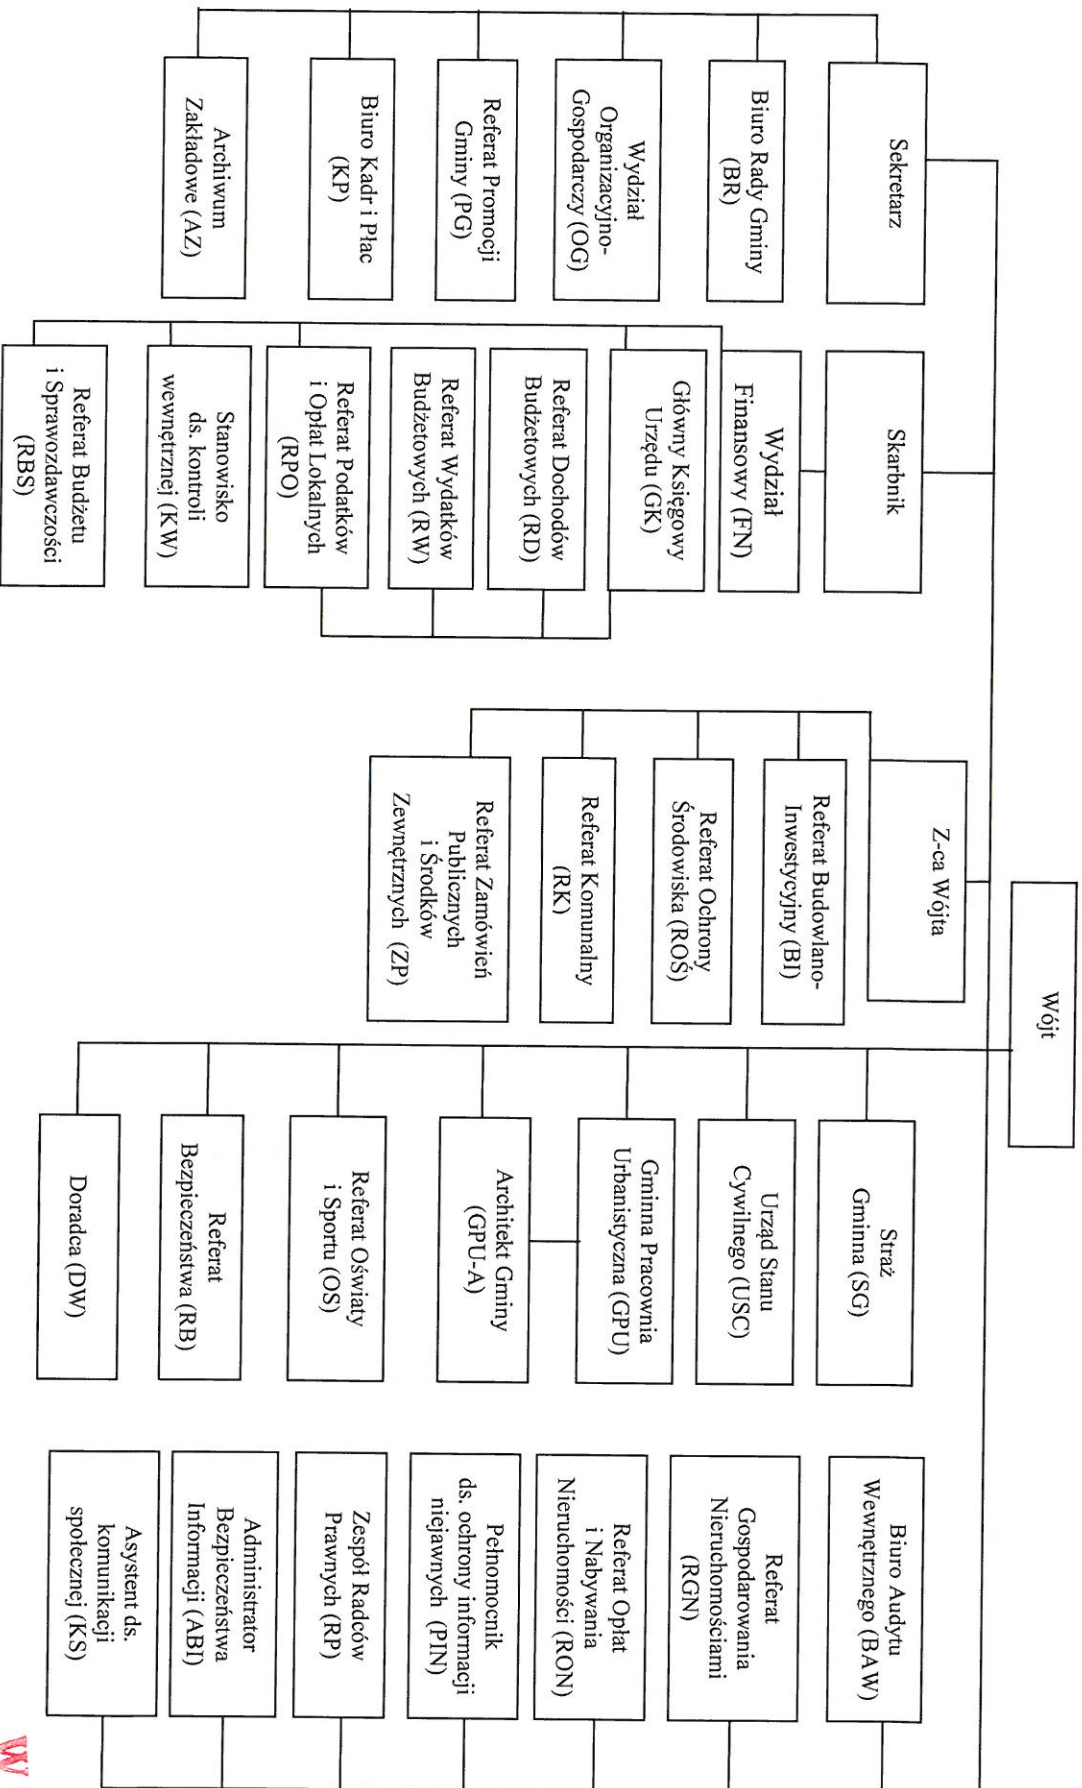 Wójt
Sekretarz
Biuro Rady Gminy
(BR)
Wydział
Organizacyjno-
Gospodarczy (OG)
Referat Promocji
Gminy (PG)
Biuro Kadr i Płac
(KP)
Archiwum
Zakładowe (AZ)
Skarbnik
Wydział
Finansowy (FN)
Główny Księgowy
Urzędu (GK)
Referat Dochodów
Budżetowych (RD)
Referat Wydatków
Budżetowych (RW)
Referat Podatków
i Opłat Lokalnych
(RPO)
Stanowisko
ds. kontroli
wewnętrznej (KW)
Referat Budżetu
i Sprawozdawczości
(RBS)
Z-ca Wójta
Referat Budowlano-
Inwestycyjny (BI)
Referat Ochrony
Środowiska (ROŚ)
Referat Komunalny
(RK)
Referat Zamówień
Publicznych
i Środków
Zewnętrznych (ZP)
Straż
Gminna (SG)
Urząd Stanu
Cywilnego (USC)
Gminna Pracownia
Urbanistyczna (GPU)
Architekt Gminy
(GPU-A)
Referat Oświaty
i Sportu (OS)
Referat
Bezpieczeństwa (RB)
Doradca (DW)
Biuro Audytu
Wewnętrznego (BAW)
Referat
Gospodarowania
Nieruchomościami
(RGN)
Referat Opłat
i Nabywania
Nieruchomości (RON)
Pełnomocnik
ds. ochrony informacji
niejawnych (PIN)
Zespół Radców
Prawnych (RP)
Administrator
Bezpieczeństwa
Informacji (ABI)
Asystent ds.
komunikacji
społecznej (KS)